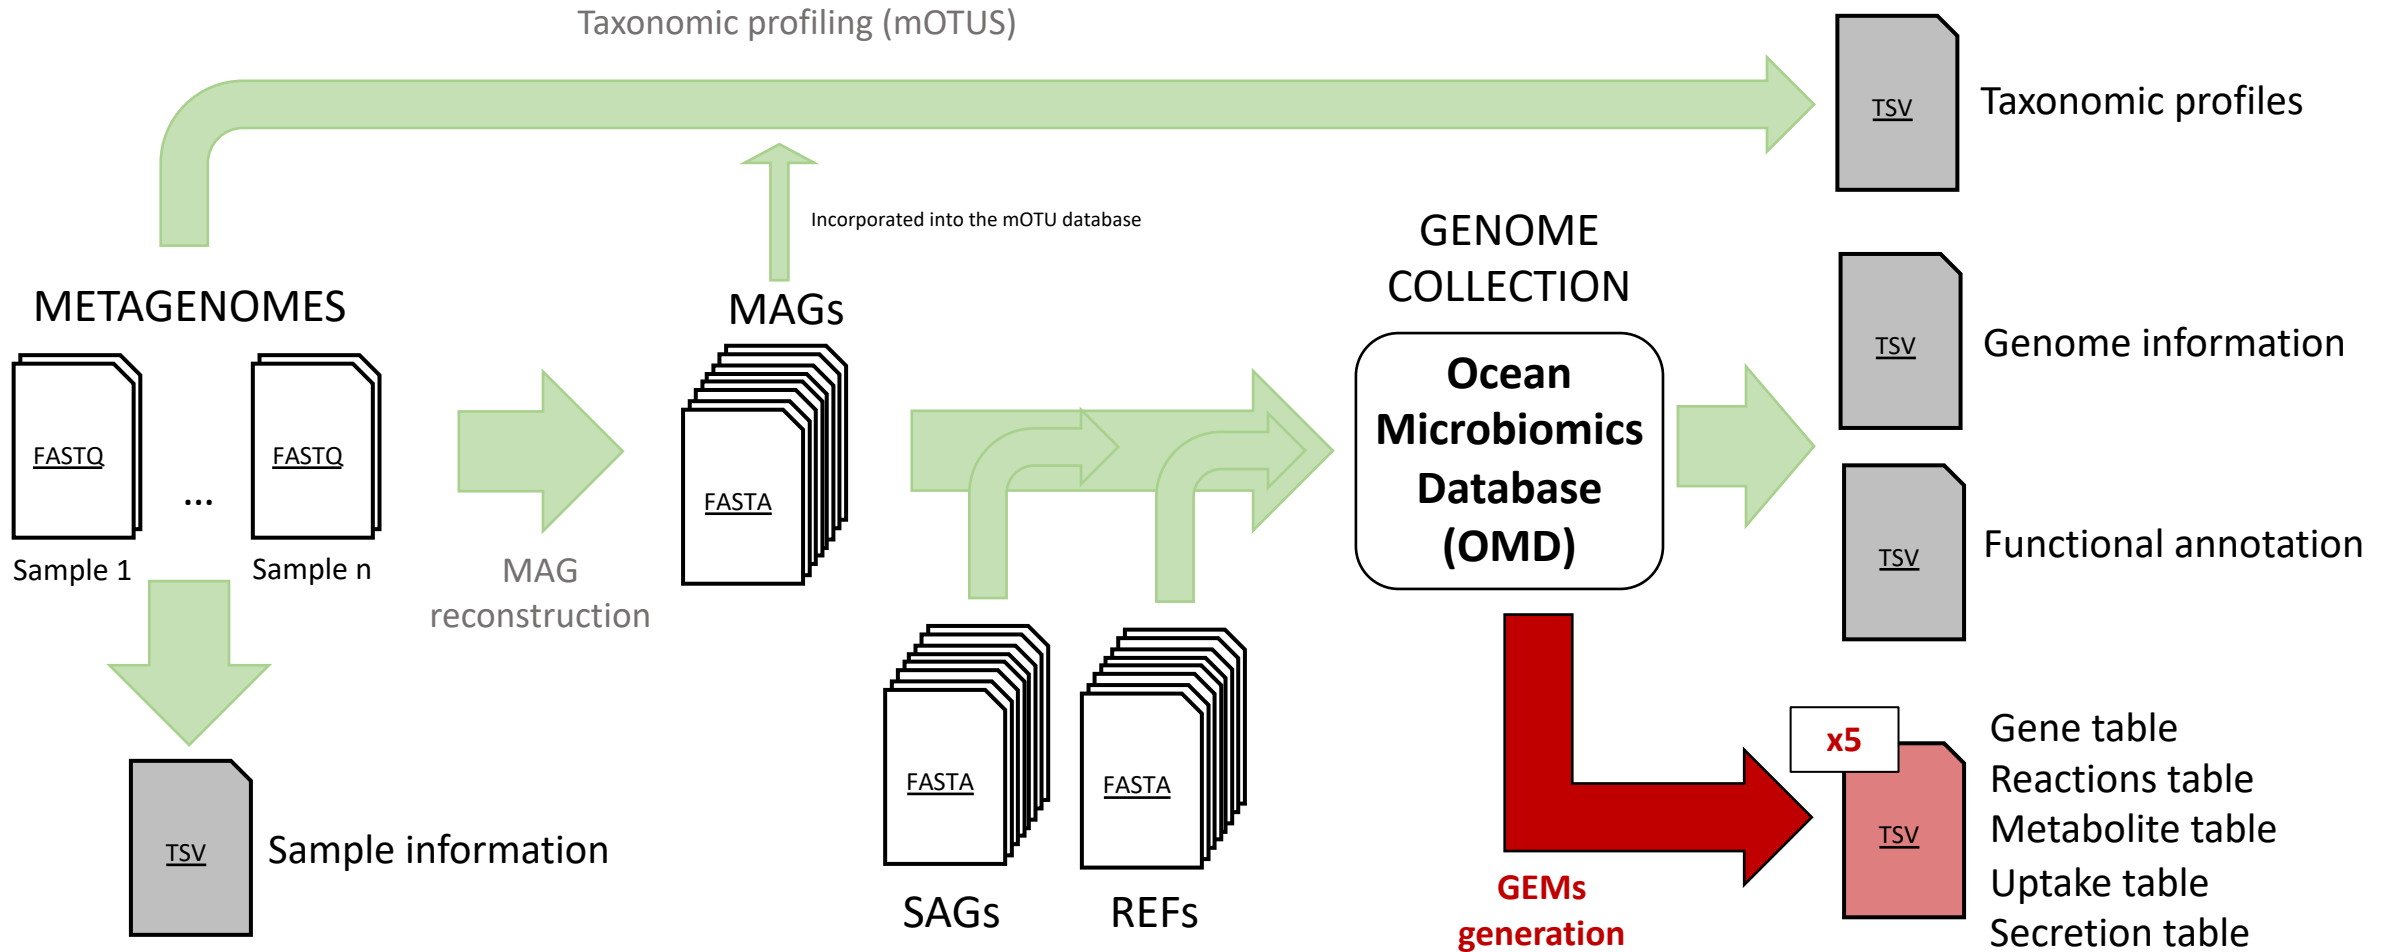 Taxonomic profiling (mOTUS)
TSV
Taxonomic profiles
Incorporated into the mOTU database
GENOME
COLLECTION
METAGENOMES
MAGs
TSV
Genome information
Ocean
Microbiomics
Database
(OMD)
FASTQ
...
FASTQ
FASTA
Sample 1
Sample n
MAG
reconstruction
TSV
Functional annotation
x5
TSV
Gene table
Reactions table
Metabolite table
Uptake table
Secretion table
FASTA
FASTA
TSV
Sample information
SAGs
REFs
GEMs
generation